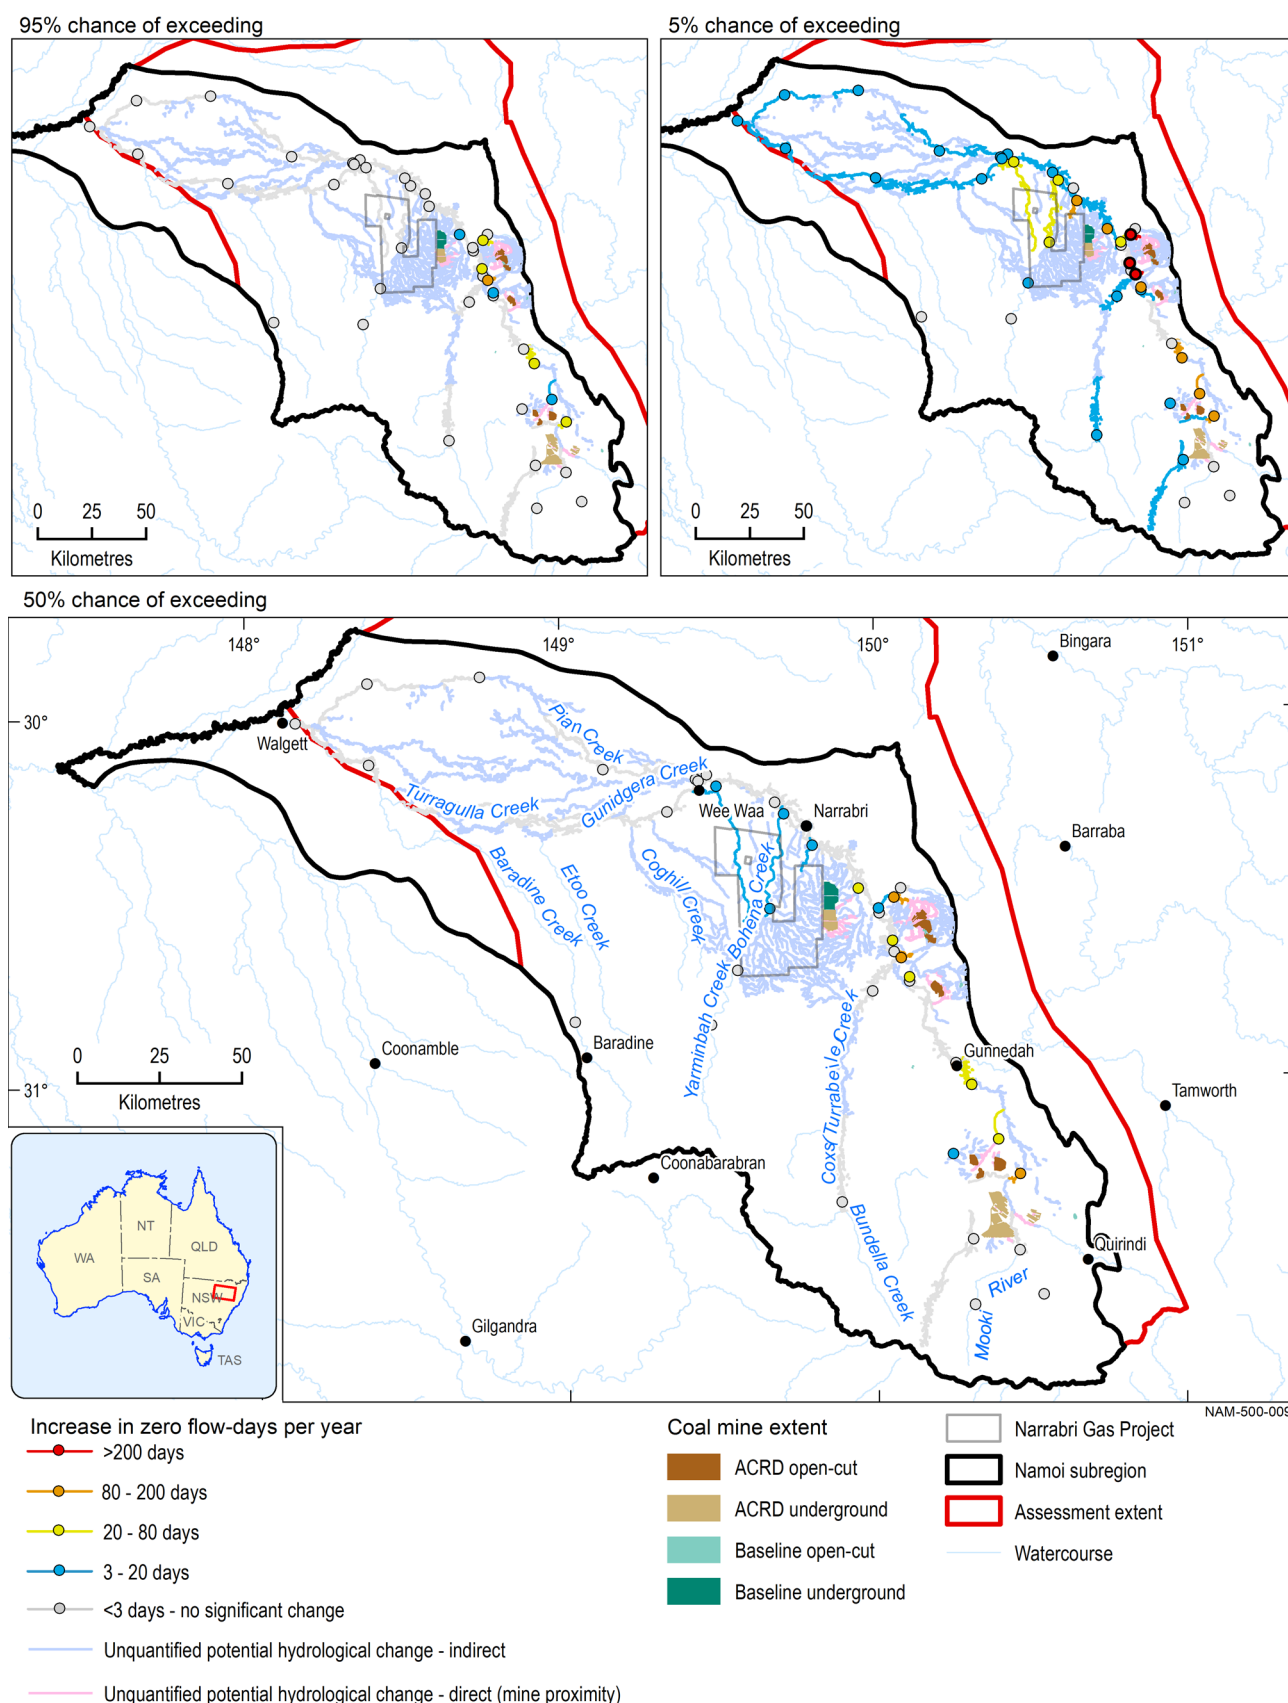 95% chance of exceeding
5% chance of exceeding
0 25 50
Kilometres
0 25 50
Kilometres
50% chance of exceeding
148° 149° 150° 151°
30°
31°
Bingara
Walgett
Pian Creek
Turragulla Creek
Gunidgera Creek
Wee Waa
Narrabri
Barraba
Baradine Creek
Etoo Creek
Coghill Creek
Bohena Creek
Yarminbah Creek
Coxs/Turrabeile Creek
Coonamble
Baradine
Gunnedah
Tamworth
0 25 50
Kilometres
Coonabarabran
Bundella Creek
Quirindi
Mooki River
Gilgandra
WA
NT
SA
QLD
NSW
VIC
TAS
NAM-500-009
Increase in zero flow-days per year
>200 days
80 - 200 days
20 - 80 days
3 - 20 days
<3 days - no significant change
Unquantified potential hydrological change - indirect
Unquantified potential hydrological change - direct (mine proximity)
Coal mine extent
ACRD open-cut
ACRD underground
Baseline open-cut
Baseline underground
Narrabri Gas Project
Namoi subregion
Assessment extent
Watercourse